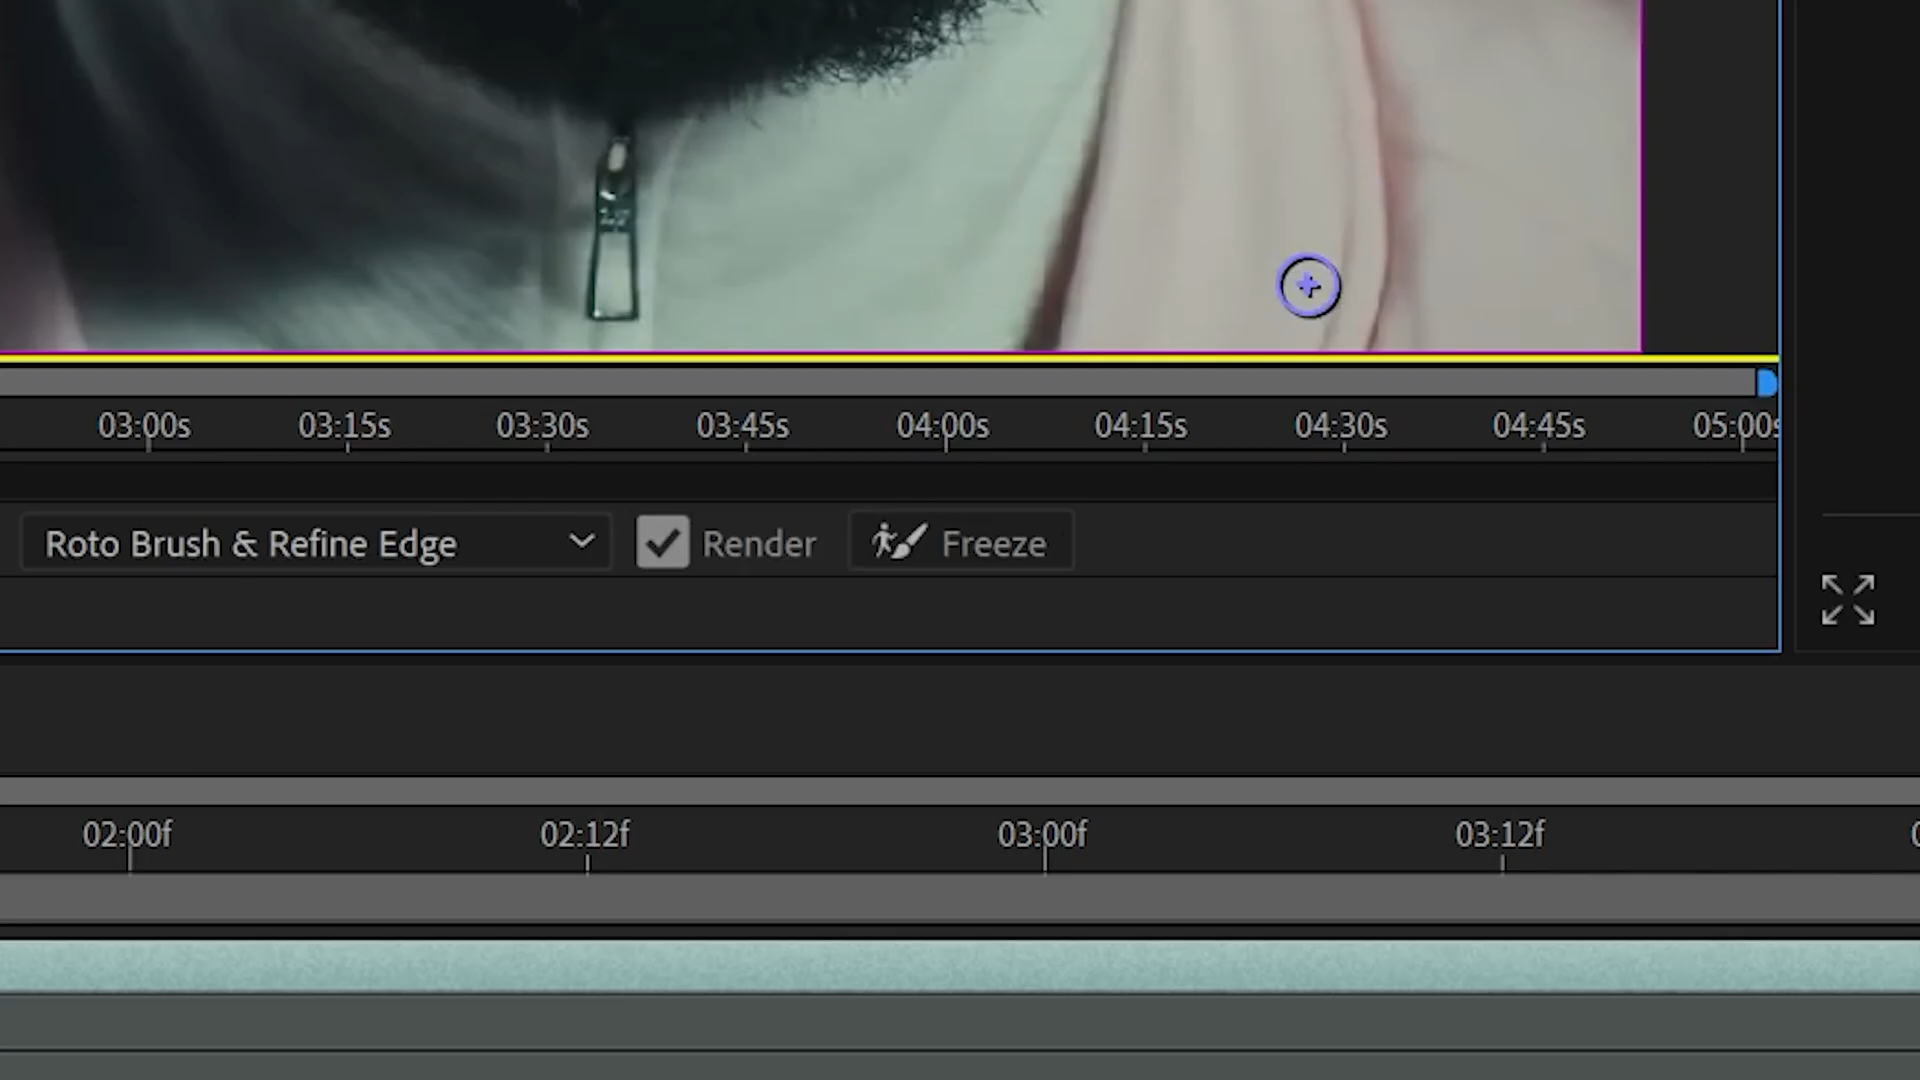 03:00s 03:15s 03:30s 03:45s 04:00s 04:15s 04:30s 04:45s 05:00s
Roto Brush & Refine Edge Render Freeze
02:00f 02:12f 03:00f 03:12f